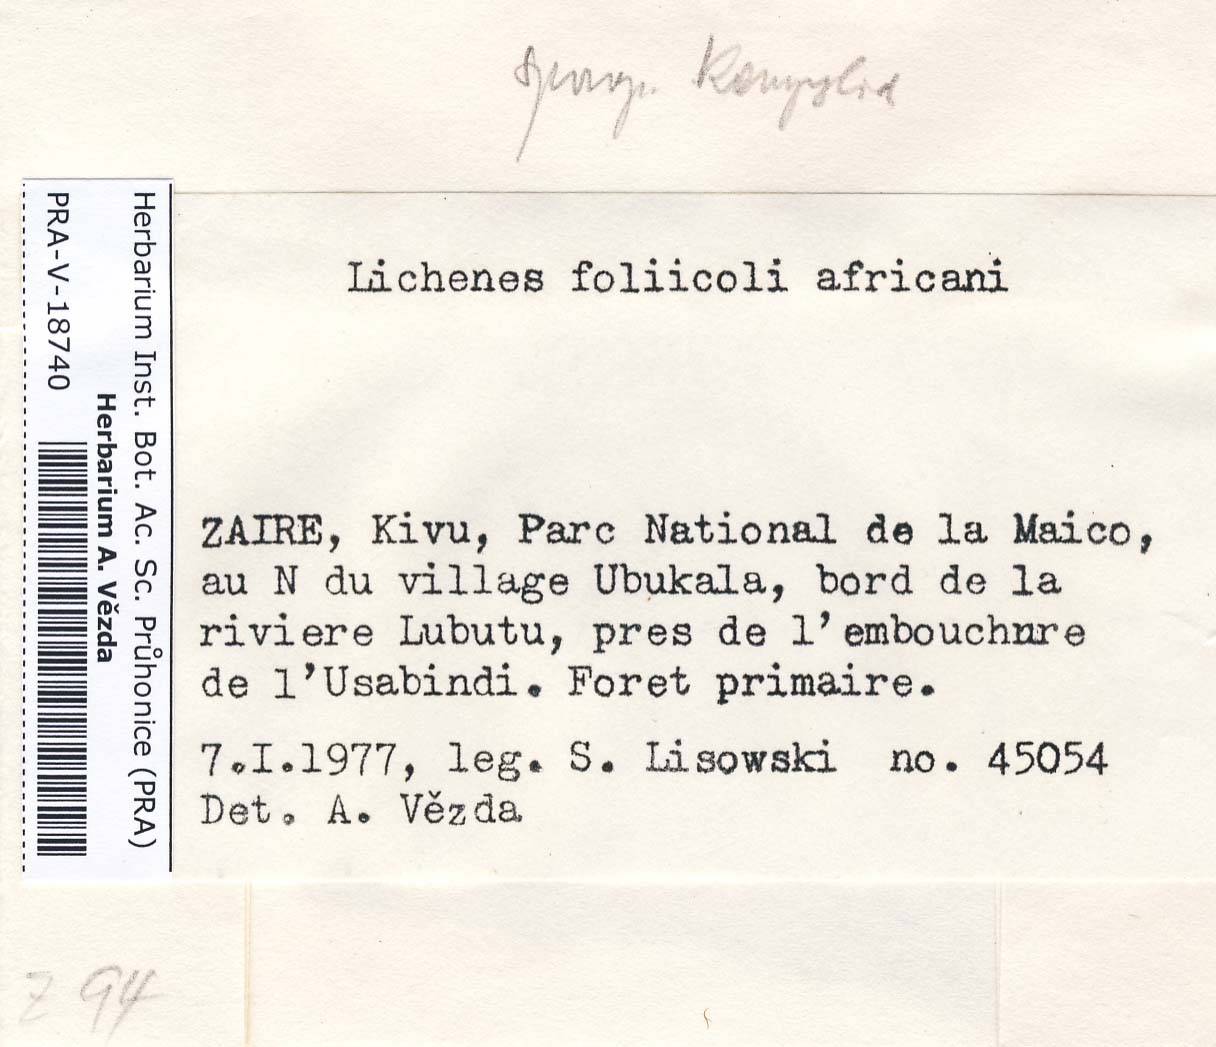 Lichenes foliicoli africani
ZAIRE, Kivu, Parc National de la Maico,
au N du village Ubukala, bord de la
riviere Lubutu, pres de l'embouchure
de l'Usabindi. Foret primaire.
7.I.1977, leg. S. Lisowski no. 45054
Det. A. Vězda
Herbarium Inst. Bot. Ac. Sc. Průhonice (PRA)
Herbarium A. Vězda
PRA-V-18740
Z 94